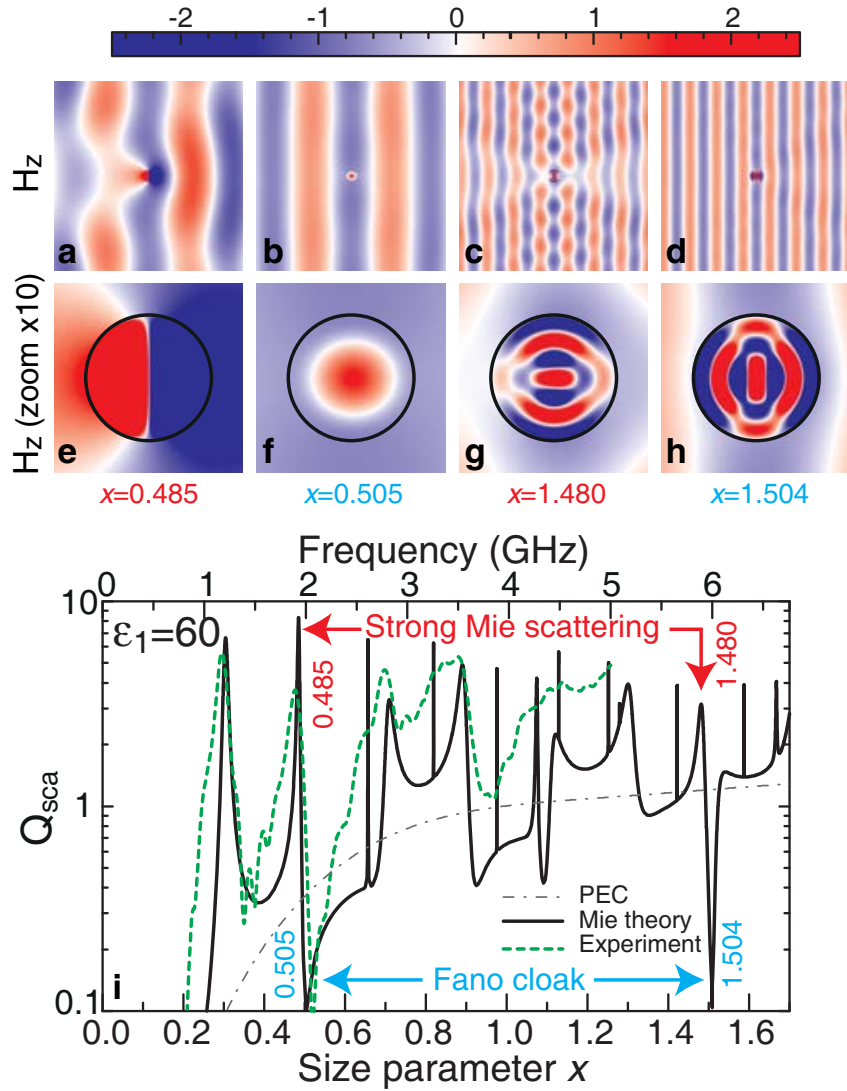 -2 -1 0 1 2
Hz
a b c d
Hz (zoom x10)
e f g h
x=0.485 x=0.505 x=1.480 x=1.504
Frequency (GHz)
0 1 2 3 4 5 6
10
ε1=60
Strong Mie scattering
0.485
1.480
Qsca
1
PEC
Mie theory
Experiment
0.505
Fano cloak
1.504
i
0.1
0.0 0.2 0.4 0.6 0.8 1.0 1.2 1.4 1.6
Size parameter x